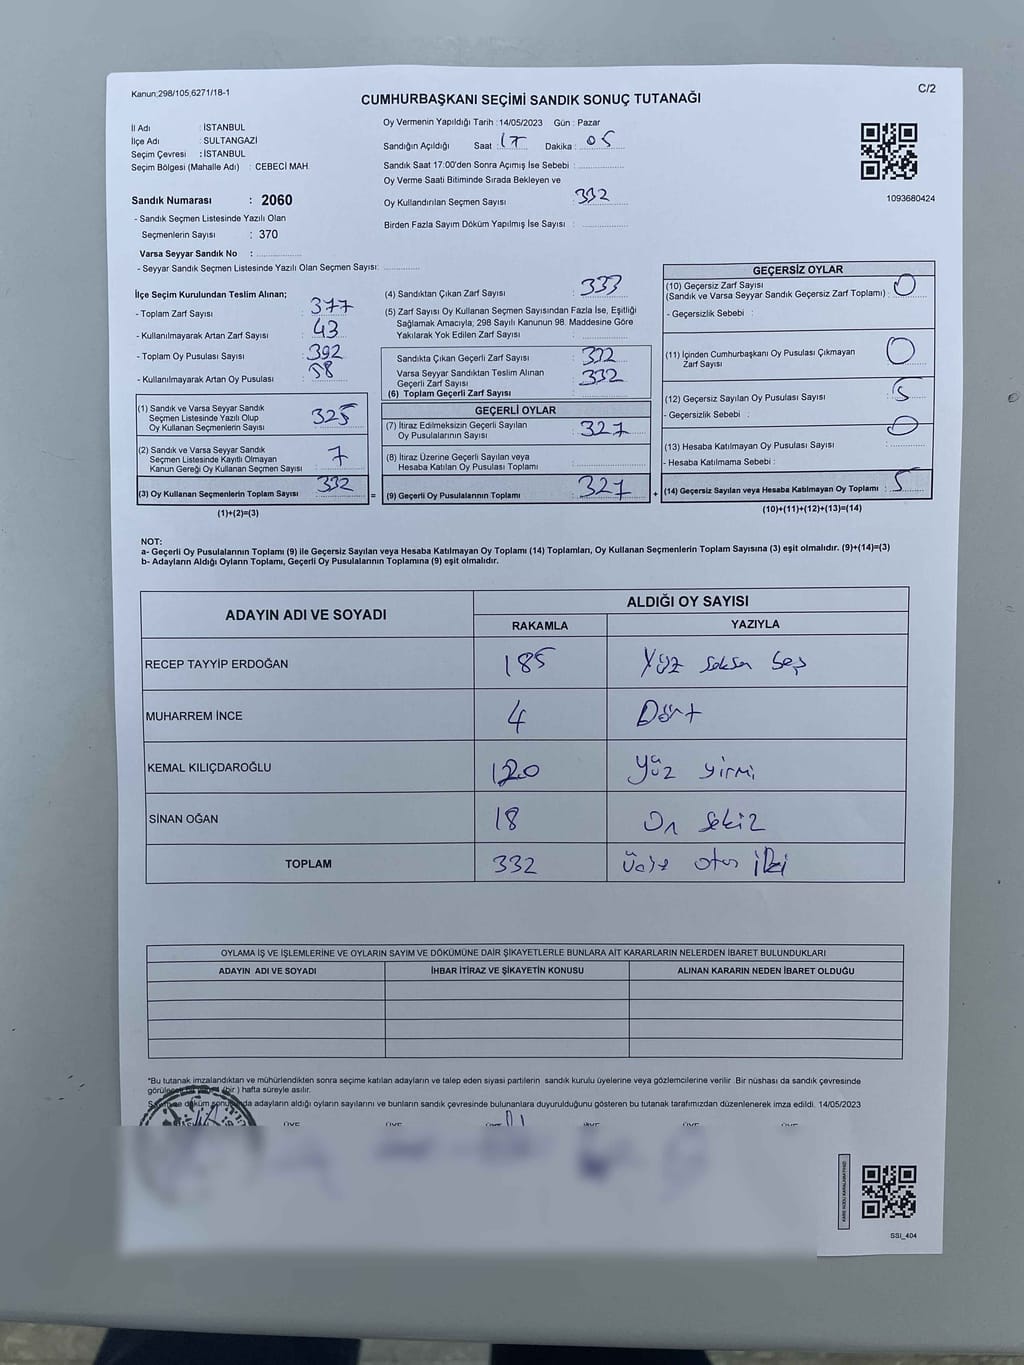 Kanun;298/105,6271/18-1
C/2
CUMHURBAŞKANI SEÇİMİ SANDIK SONUÇ TUTANAĞI
İl Adı : İSTANBUL
İlçe Adı : SULTANGAZİ
Seçim Çevresi : İSTANBUL
Seçim Bölgesi (Mahalle Adı) : CEBECİ MAH.
Sandık Numarası : 2060
- Sandık Seçmen Listesinde Yazılı Olan
Seçmenlerin Sayısı : 370
Varsa Seyyar Sandık No :
- Seyyar Sandık Seçmen Listesinde Yazılı Olan Seçmen Sayısı:
Oy Vermenin Yapıldığı Tarih : 14/05/2023 Gün : Pazar
Sandığın Açıldığı Saat : 17 Dakika : 05
Sandık Saat 17:00'den Sonra Açımış İse Sebebi :
Oy Verme Saati Bitiminde Sırada Bekleyen ve
Oy Kullandırılan Seçmen Sayısı : 332
Birden Fazla Sayım Döküm Yapılmış İse Sayısı :
1093680424
İlçe Seçim Kurulundan Teslim Alınan;
- Toplam Zarf Sayısı : 377
- Kullanılmayarak Artan Zarf Sayısı : 43
- Toplam Oy Pusulası Sayısı : 392
- Kullanılmayarak Artan Oy Pusulası : 58
(1) Sandık ve Varsa Seyyar Sandık
Seçmen Listesinde Yazılı Olup
Oy Kullanan Seçmenlerin Sayısı : 325
(2) Sandık ve Varsa Seyyar Sandık
Seçmen Listesinde Kayıtlı Olmayan
Kanun Gereği Oy Kullanan Seçmen Sayısı : 7
(3) Oy Kullanan Seçmenlerin Toplam Sayısı : 332
(1)+(2)=(3)
=
(4) Sandıktan Çıkan Zarf Sayısı : 333
(5) Zarf Sayısı Oy Kullanan Seçmen Sayısından Fazla İse, Eşitliği
Sağlamak Amacıyla; 298 Sayılı Kanunun 98. Maddesine Göre
Yakılarak Yok Edilen Zarf Sayısı :
Sandıkta Çıkan Geçerli Zarf Sayısı : 332
Varsa Seyyar Sandıktan Teslim Alınan
Geçerli Zarf Sayısı : 332
(6) Toplam Geçerli Zarf Sayısı
GEÇERLİ OYLAR
(7) İtiraz Edilmeksizin Geçerli Sayılan
Oy Pusulalarının Sayısı : 327
(8) İtiraz Üzerine Geçerli Sayılan veya
Hesaba Katılan Oy Pusulası Toplamı :
(9) Geçerli Oy Pusulalarının Toplamı : 327
+
GEÇERSİZ OYLAR
(10) Geçersiz Zarf Sayısı
(Sandık ve Varsa Seyyar Sandık Geçersiz Zarf Toplamı) : 0
- Geçersizlik Sebebi :
(11) İçinden Cumhurbaşkanı Oy Pusulası Çıkmayan
Zarf Sayısı : 0
(12) Geçersiz Sayılan Oy Pusulası Sayısı : 5
- Geçersizlik Sebebi :
(13) Hesaba Katılmayan Oy Pusulası Sayısı : 0
- Hesaba Katılmama Sebebi :
(14) Geçersiz Sayılan veya Hesaba Katılmayan Oy Toplamı : 5
(10)+(11)+(12)+(13)=(14)
NOT:
a- Geçerli Oy Pusulalarının Toplamı (9) ile Geçersiz Sayılan veya Hesaba Katılmayan Oy Toplamı (14) Toplamları, Oy Kullanan Seçmenlerin Toplam Sayısına (3) eşit olmalıdır. (9)+(14)=(3)
b- Adayların Aldığı Oyların Toplamı, Geçerli Oy Pusulalarının Toplamına (9) eşit olmalıdır.
ADAYIN ADI VE SOYADI
ALDIĞI OY SAYISI
RAKAMLA YAZIYLA
RECEP TAYYİP ERDOĞAN 185 Yüz seksen beş
MUHARREM İNCE 4 Dört
KEMAL KILIÇDAROĞLU 120 yüz yirmi
SİNAN OĞAN 18 On sekiz
TOPLAM 332 üçyüz otuz iki
OYLAMA İŞ VE İŞLEMLERİNE VE OYLARIN SAYIM VE DÖKÜMÜNE DAİR ŞİKAYETLERLE BUNLARA AİT KARARLARIN NELERDEN İBARET BULUNDUKLARI
ADAYIN ADI VE SOYADI İHBAR İTİRAZ VE ŞİKAYETİN KONUSU ALINAN KARARIN NEDEN İBARET OLDUĞU
*Bu tutanak imzalandıktan ve mühürlendikten sonra seçime katılan adayların ve talep eden siyasi partilerin sandık kurulu üyelerine veya gözlemcilerine verilir .Bir nüshası da sandık çevresinde
(bir ) hafta süreyle asılır.
adayların aldığı oyların sayılarını ve bunların sandık çevresinde bulunanlara duyurulduğunu gösteren bu tutanak tarafımızdan düzenlenerek imza edildi. 14/05/2023
SSI_404